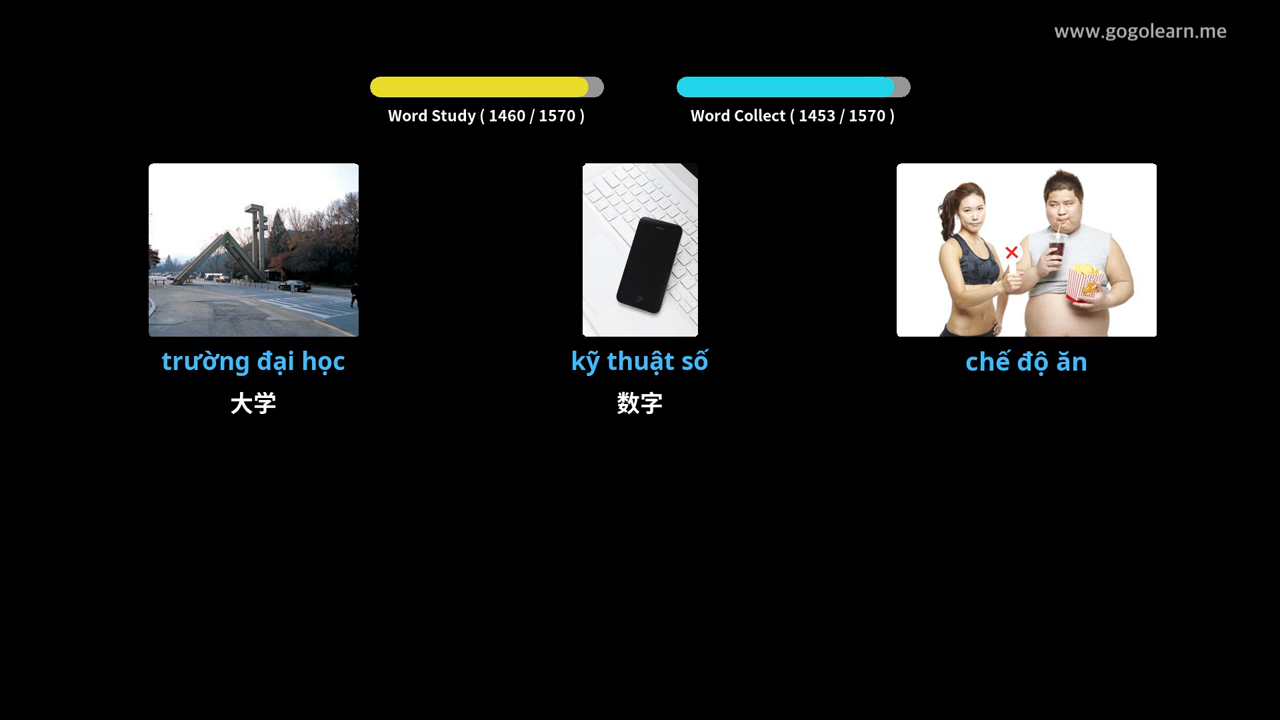 www.gogolearn.me
Word Study ( 1460 / 1570 )
Word Collect ( 1453 / 1570 )
trường đại học
kỹ thuật số
chế độ ăn
大学
数字